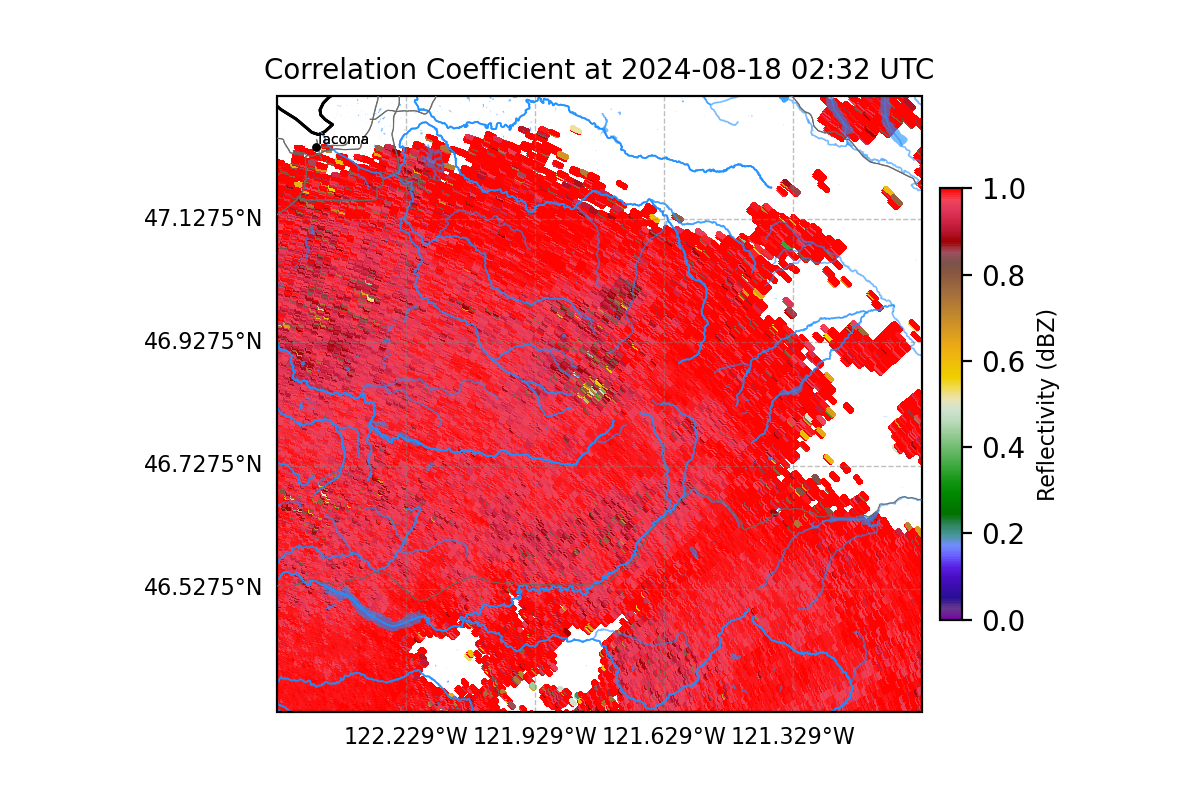 Correlation Coefficient at 2024-08-18 02:32 UTC
Tacoma
47.1275°N
46.9275°N
46.7275°N
46.5275°N
122.229°W 121.929°W 121.629°W 121.329°W
1.0
0.8
0.6
0.4
0.2
0.0
Reflectivity (dBZ)